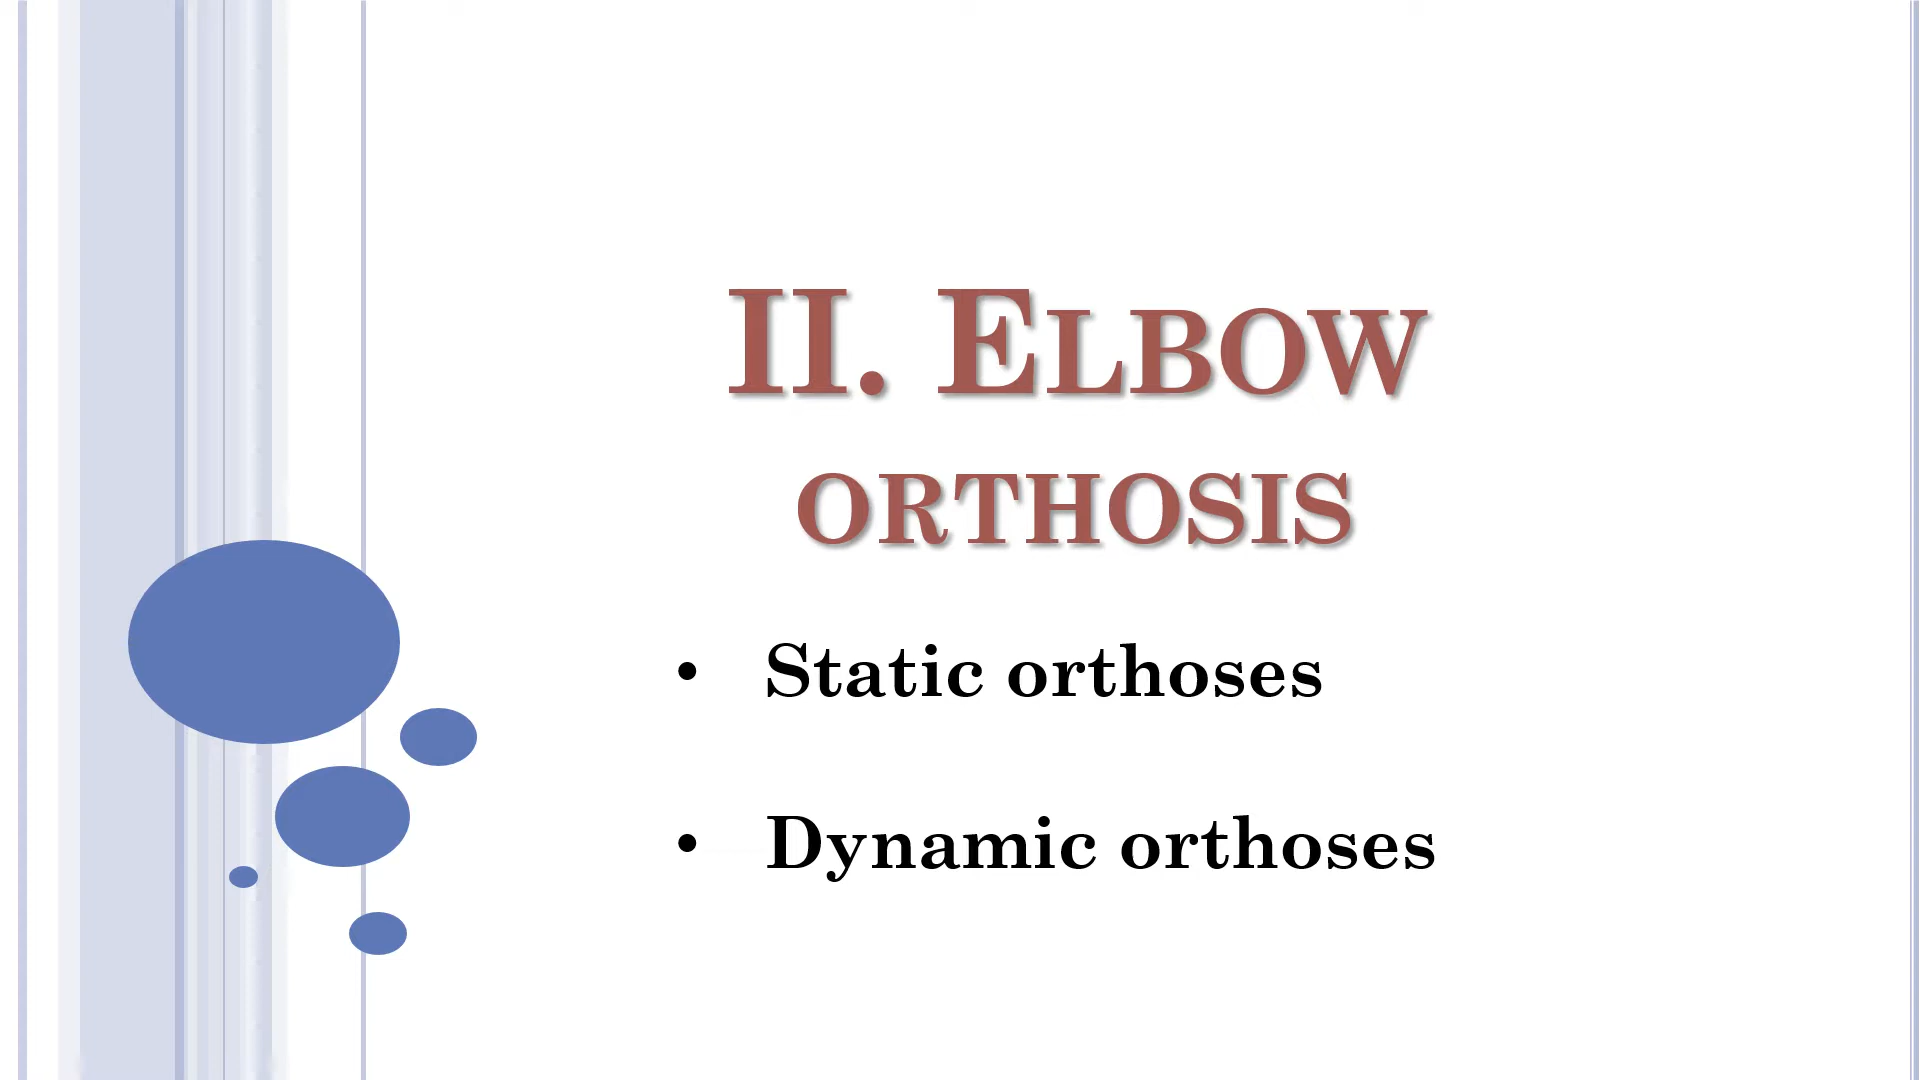 II. ELBOW
ORTHOSIS
• Static orthoses
• Dynamic orthoses